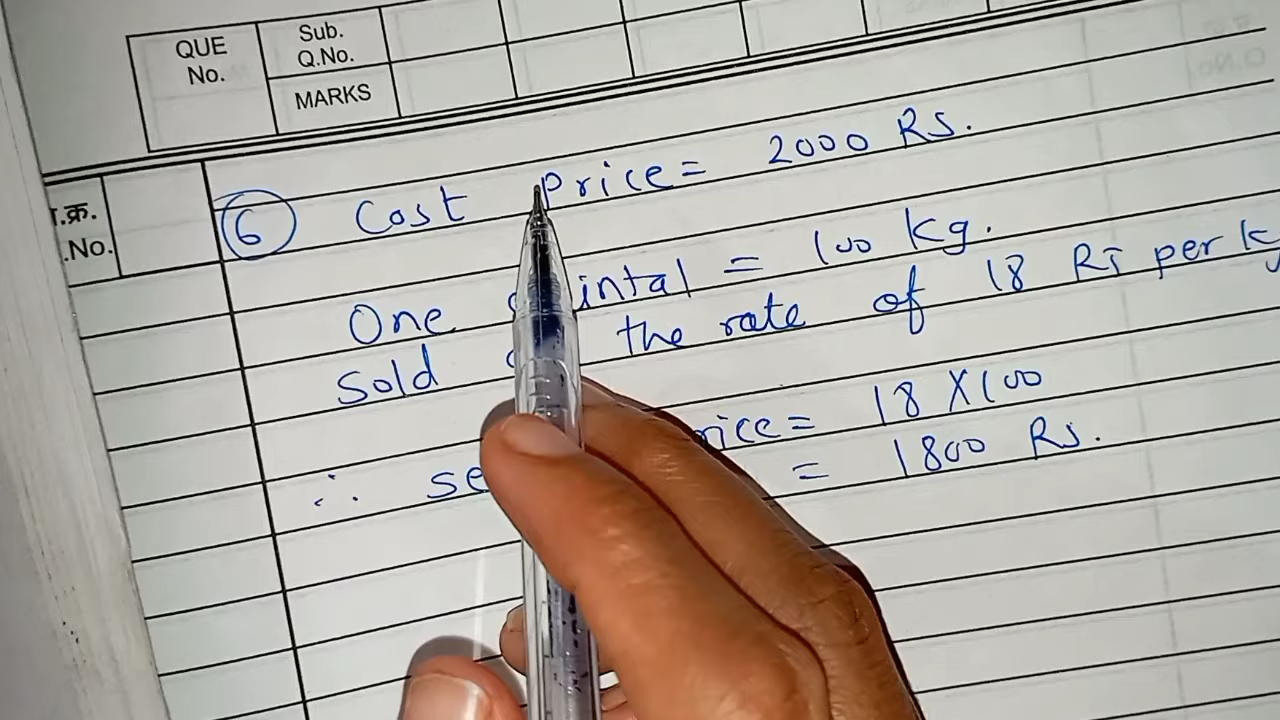 QUE No.
Sub. Q.No.
MARKS
.क्र.
.No.
6 Cost Price = 2000 Rs.
One intal = 100 kg.
Sold the rate of 18 Rs per kg
∴ se rice = 18 X 100
= 1800 Rs.